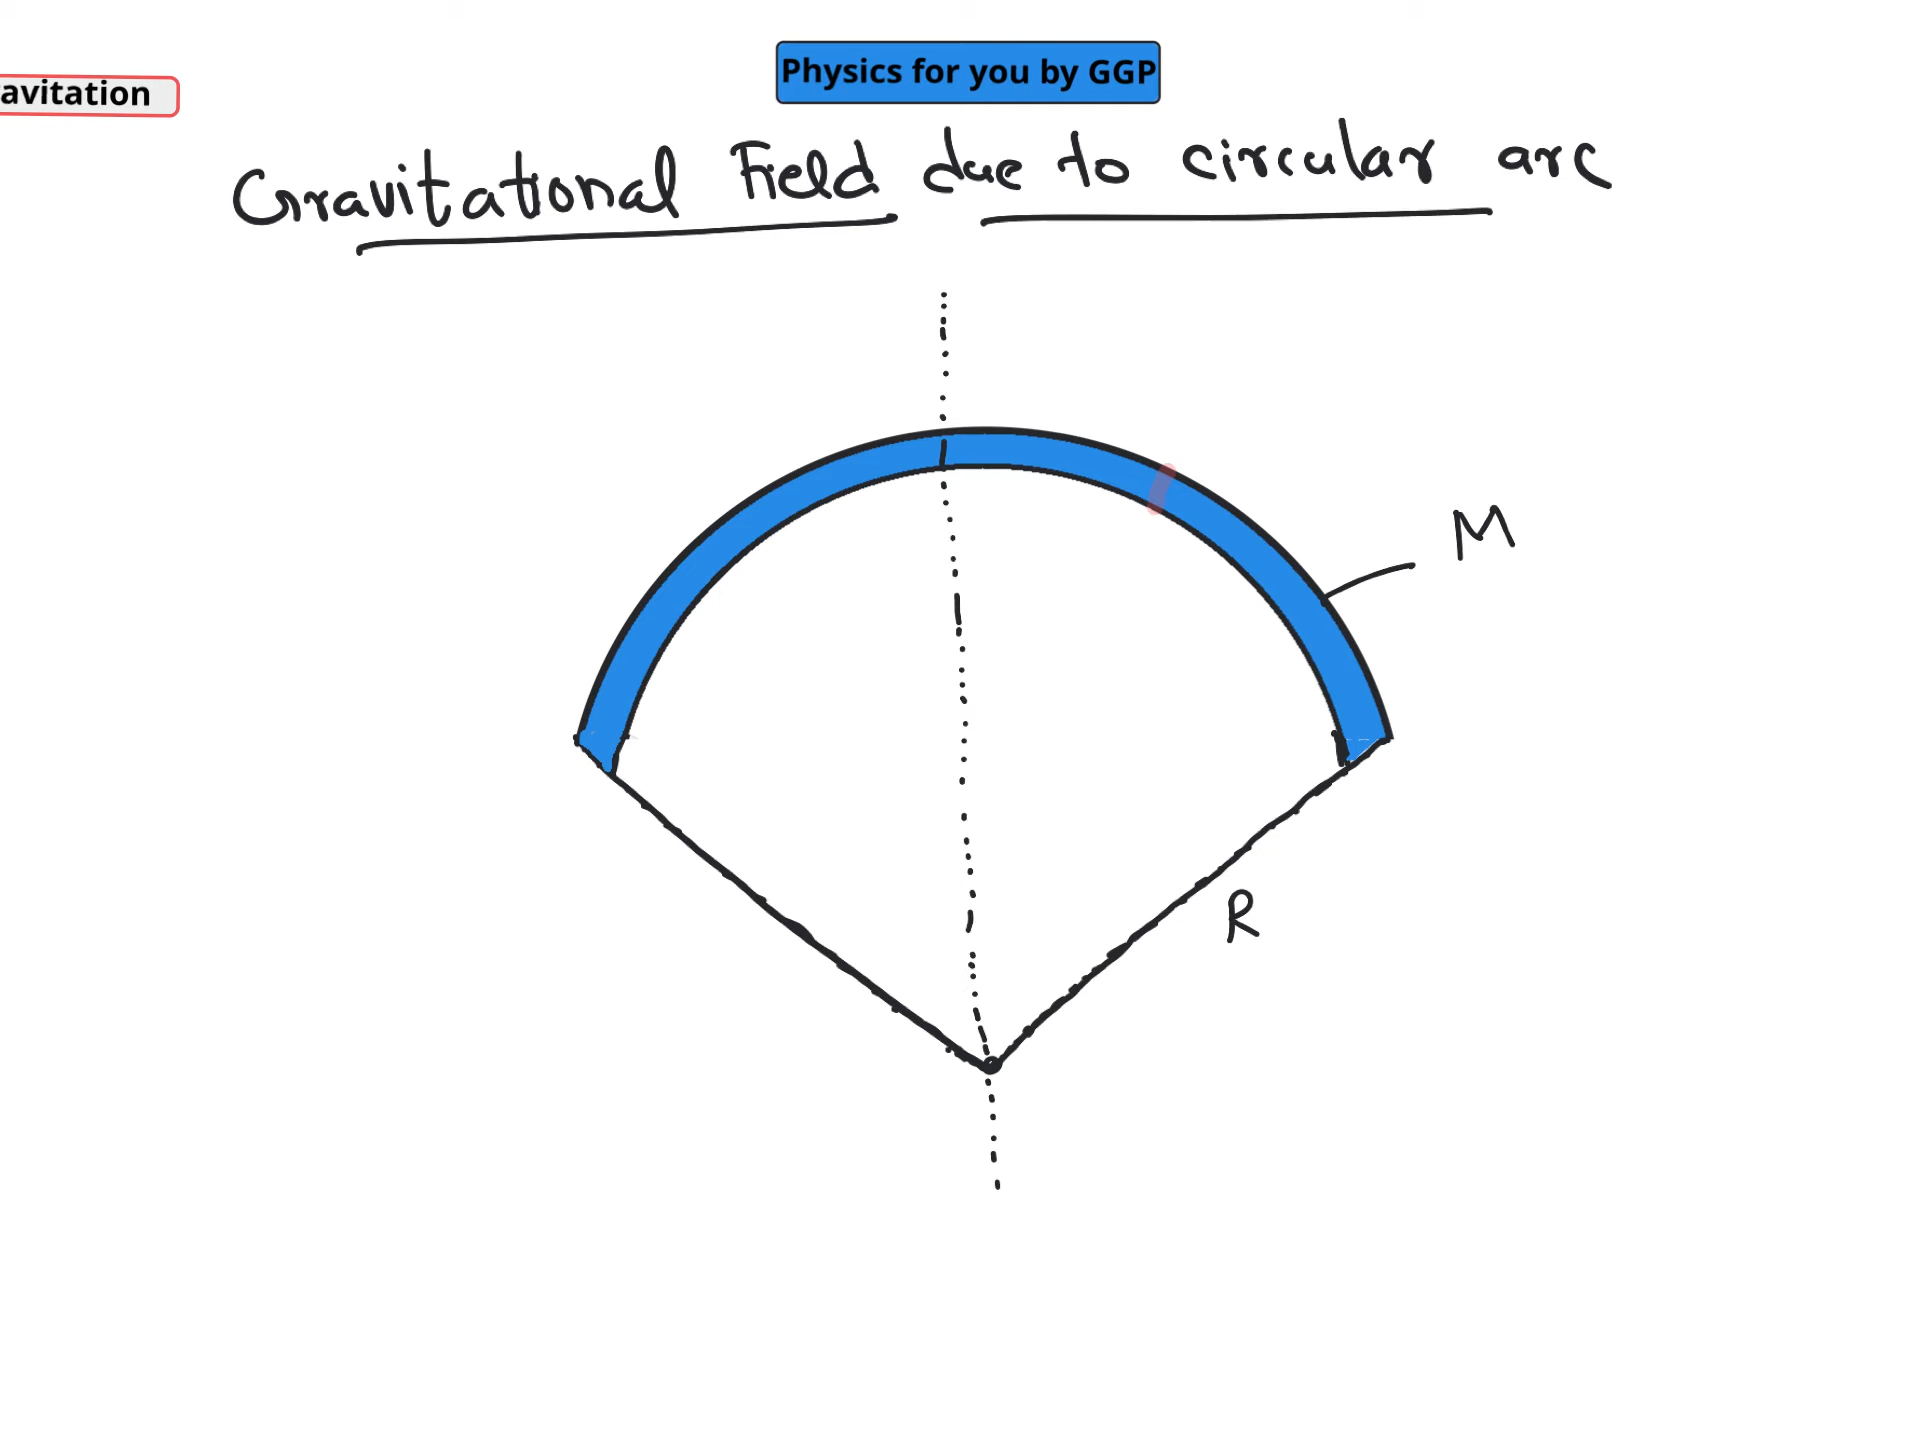 Physics for you by GGP
avitation
Gravitational Field due to circular arc
M
R